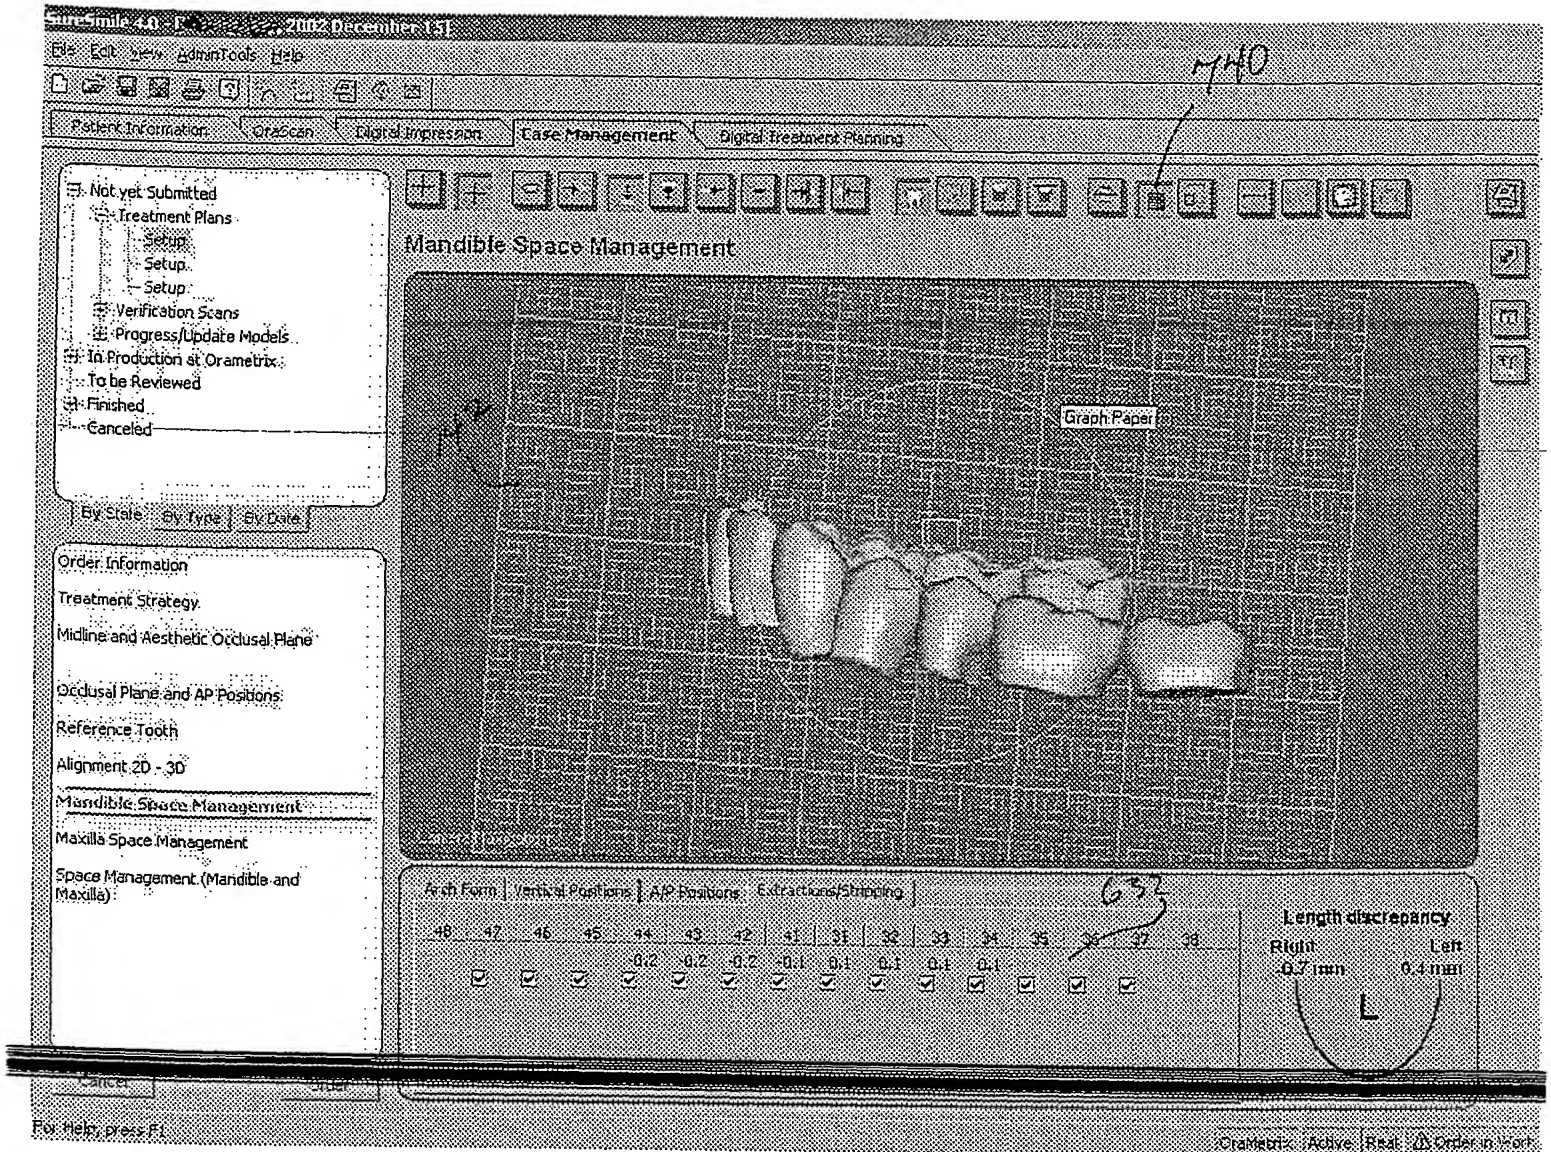 SureSmile 4.0 - 2002 December 15]
File Edit View AdminTools Help
740
Patient Information OraScan Digital Impression Case Management Digital Treatment Planning
Not yet Submitted
Treatment Plans
Setup
Setup
Setup
Verification Scans
Progress/Update Models
In Production at Orametrix
To be Reviewed
Finished
Canceled
By State By Type By Date
Mandible Space Management
Graph Paper
Order Information
Treatment Strategy
Midline and Aesthetic Occlusal Plane
Occlusal Plane and AP Positions
Reference Tooth
Alignment 2D - 3D
Mandible Space Management
Maxilla Space Management
Space Management (Mandible and
Maxilla)
Cancel
Arch Form Vertical Positions A/P Positions Extractions/Stripping
632
48 47 46 45 44 43 42 41 31 32 33 34 35 36 37 38
-0.2 -0.2 -0.2 -0.1 0.1 0.1 0.1 -0.1
Length discrepancy
Right Left
-0.7 mm 0.4 mm
L
For Help, press F1
OraMetrix Active Real Order in Work